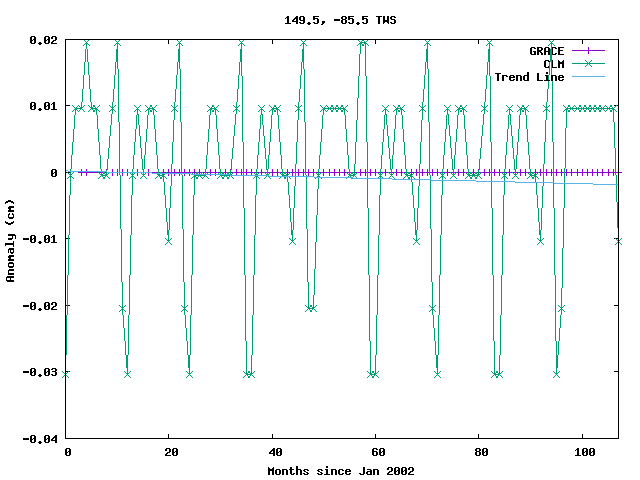 149.5, -85.5 TWS
GRACE
CLM
Trend Line
0.02
0.01
0
-0.01
-0.02
-0.03
-0.04
Anomaly (cm)
0 20 40 60 80 100
Months since Jan 2002